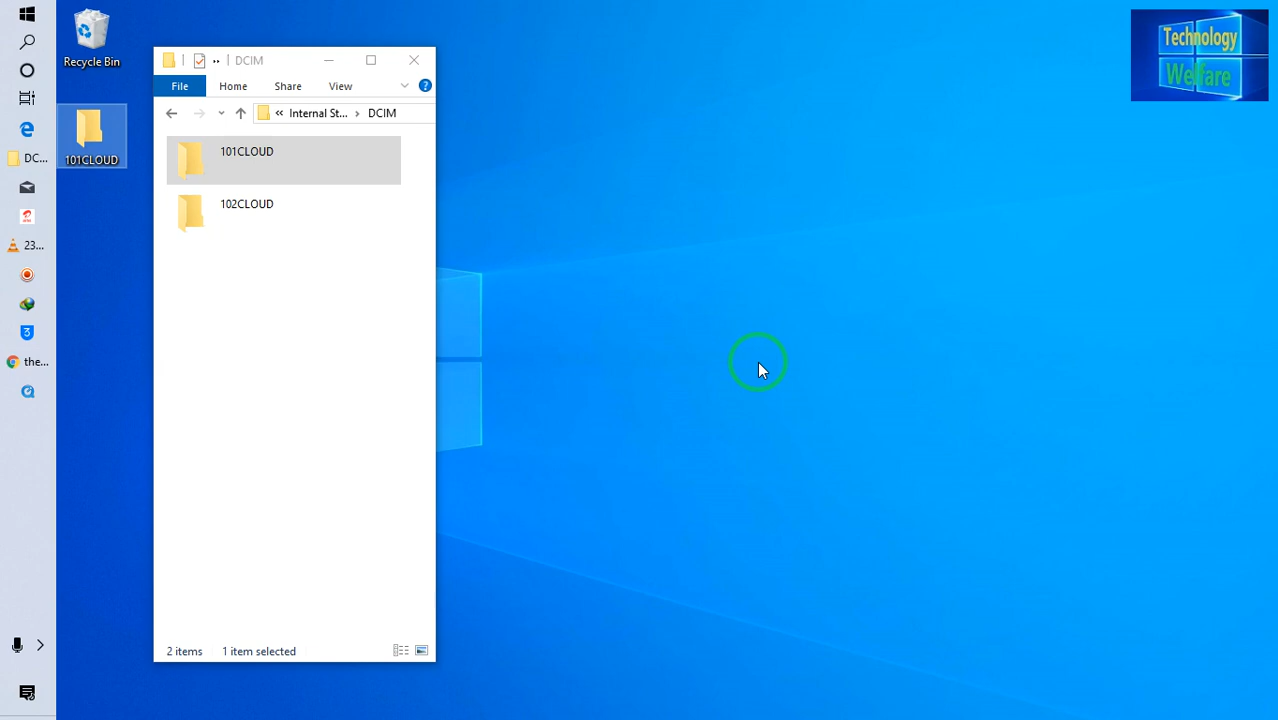 Recycle Bin
101CLOUD
DC...
23...
the...
DCIM
File
Home
Share
View
?
« Internal St... > DCIM
101CLOUD
102CLOUD
2 items
1 item selected
Technology
Welfare